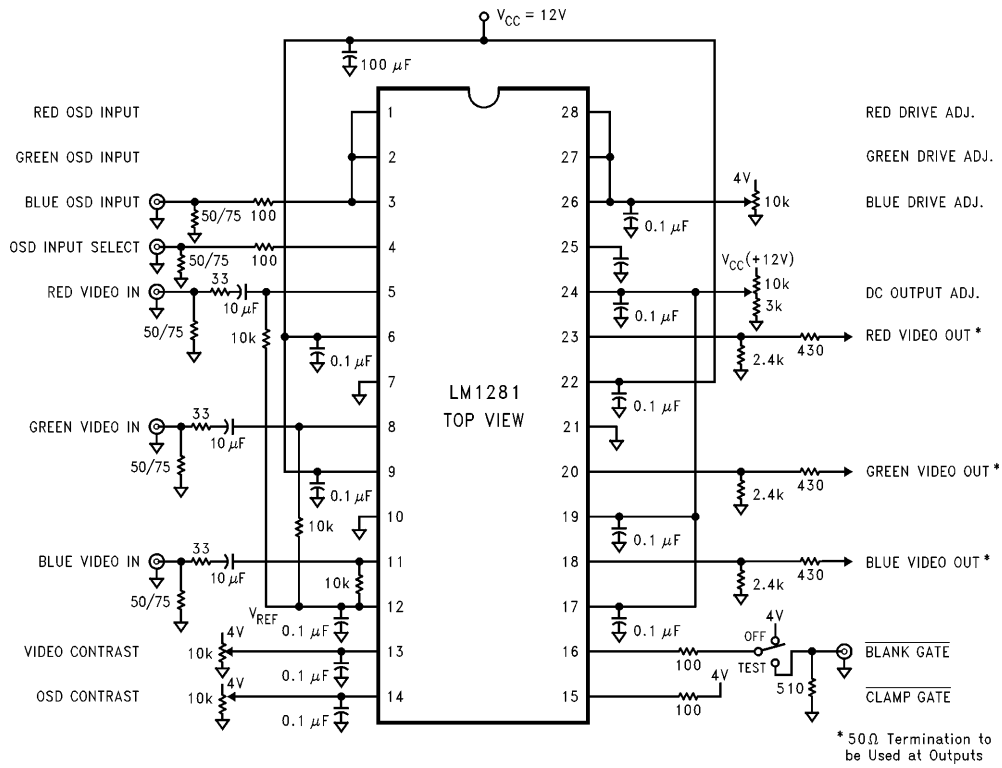 V_CC = 12V
100 μF
RED OSD INPUT
1
28
RED DRIVE ADJ.
GREEN OSD INPUT
2
27
GREEN DRIVE ADJ.
4V
BLUE OSD INPUT
50/75
100
3
26
0.1 μF
10k
BLUE DRIVE ADJ.
OSD INPUT SELECT
50/75
100
4
25
V_CC(+12V)
RED VIDEO IN
50/75
33
10 μF
5
24
0.1 μF
10k
3k
DC OUTPUT ADJ.
10k
0.1 μF
6
23
2.4k
430
RED VIDEO OUT*
7
LM1281
TOP VIEW
22
0.1 μF
GREEN VIDEO IN
50/75
33
10 μF
8
21
0.1 μF
9
20
2.4k
430
GREEN VIDEO OUT*
10k
10
19
0.1 μF
BLUE VIDEO IN
50/75
33
10 μF
10k
11
18
2.4k
430
BLUE VIDEO OUT*
V_REF
0.1 μF
12
17
0.1 μF
4V
VIDEO CONTRAST
10k
4V
0.1 μF
13
16
100
OFF
TEST
BLANK GATE
OSD CONTRAST
10k
4V
0.1 μF
14
15
100
4V
510
CLAMP GATE
*50Ω Termination to
be Used at Outputs